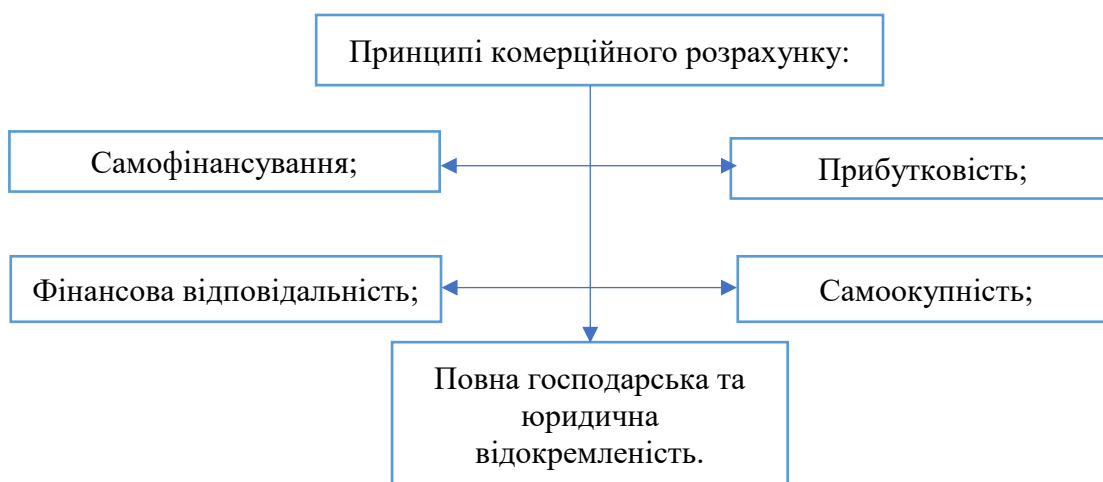 Принципі комерційного розрахунку:
Самофінансування;
Прибутковість;
Фінансова відповідальність;
Самоокупність;
Повна господарська та
юридична
відокремленість.